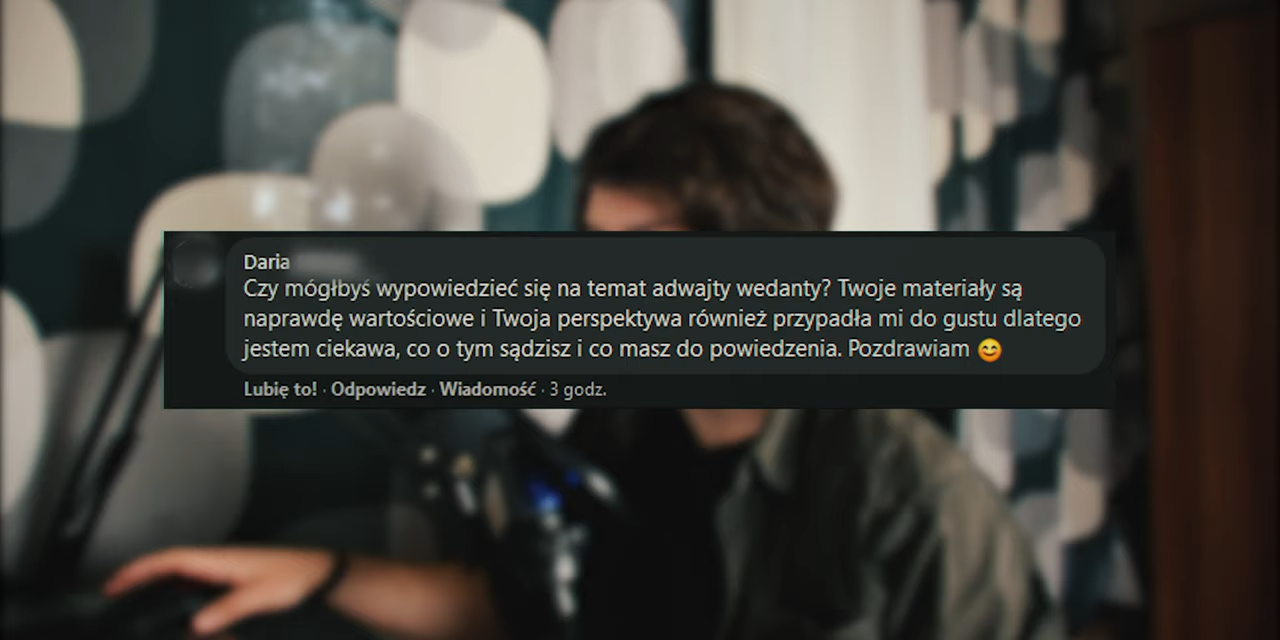 Daria
Czy mógłbyś wypowiedzieć się na temat adwajty wedanty? Twoje materiały są
naprawdę wartościowe i Twoja perspektywa również przypadła mi do gustu dlatego
jestem ciekawa, co o tym sądzisz i co masz do powiedzenia. Pozdrawiam 😊
Lubię to! · Odpowiedz · Wiadomość · 3 godz.